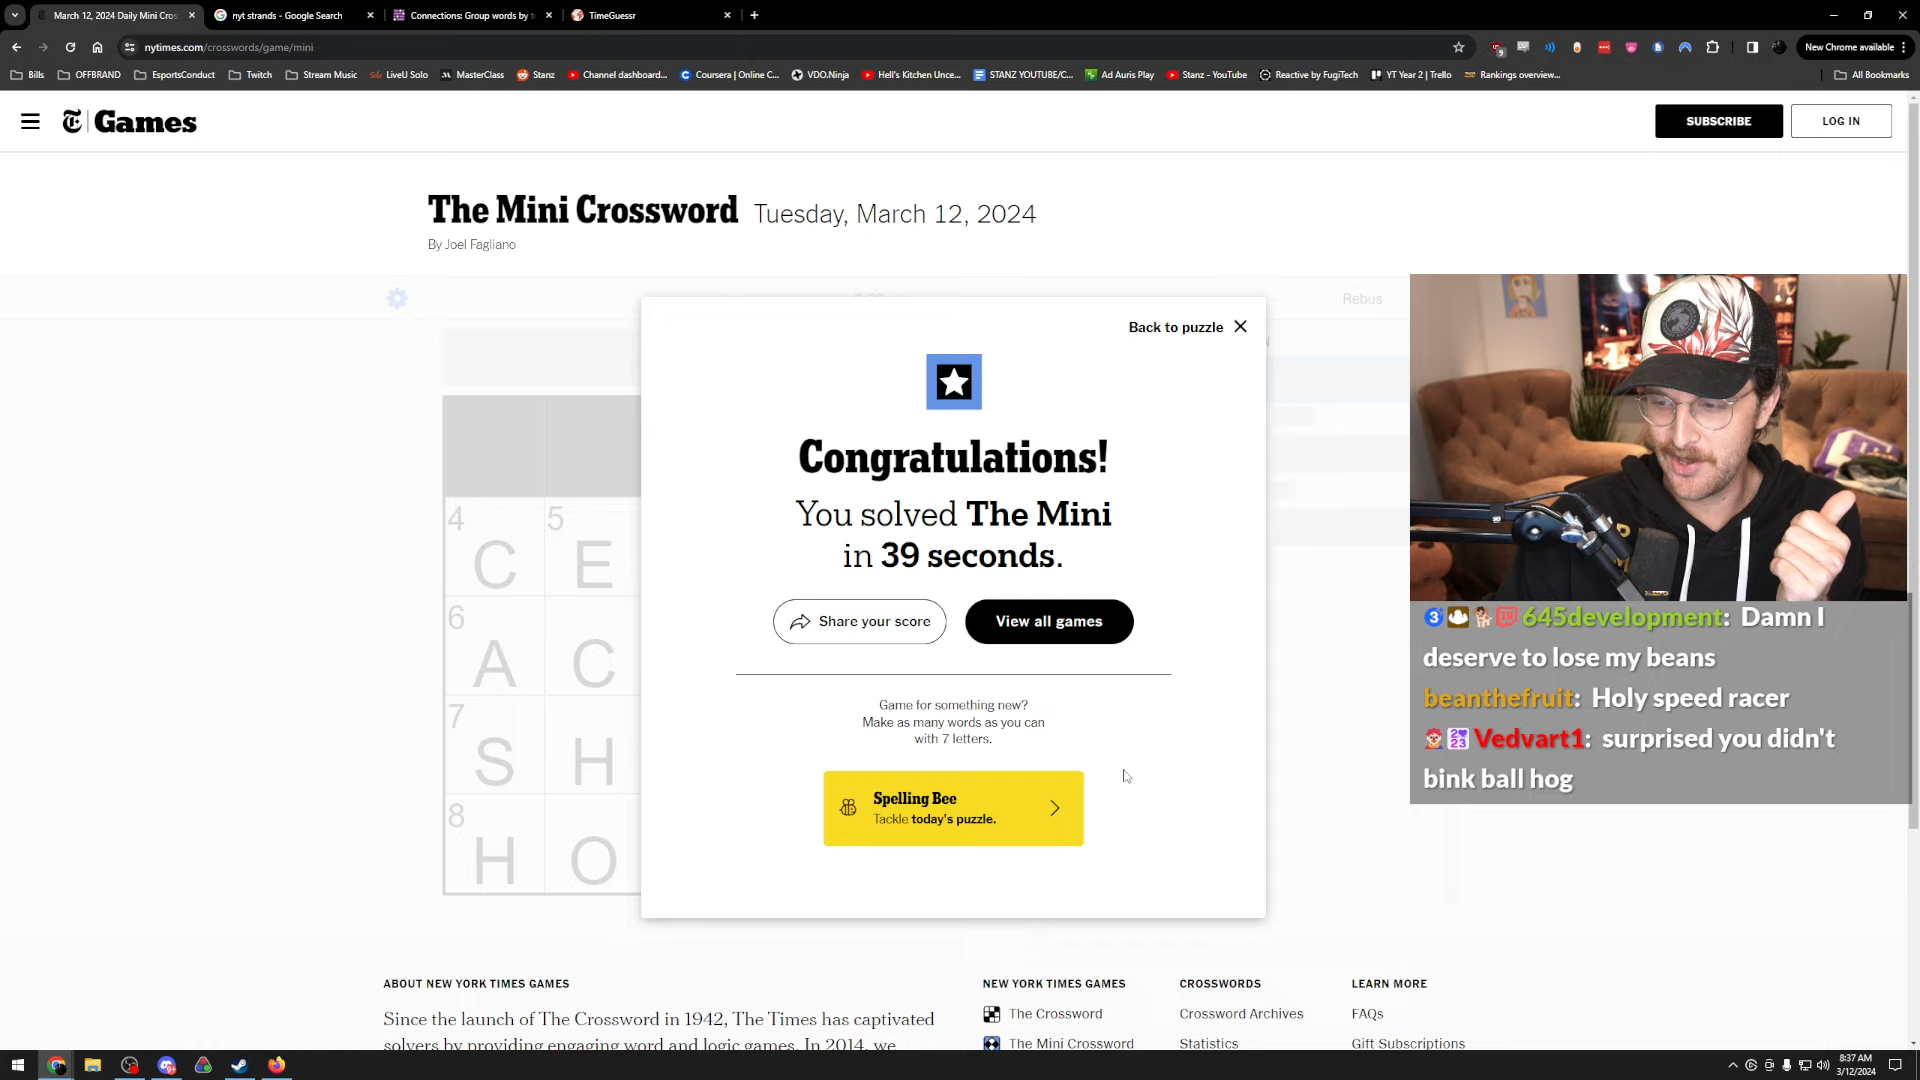 March 12, 2024 Daily Mini Cros
nyt strands - Google Search
Connections: Group words by t
TimeGuessr
nytimes.com/crosswords/game/mini
New Chrome available
Bills
OFFBRAND
EsportsConduct
Twitch
Stream Music
LiveU Solo
MasterClass
Stanz
Channel dashboard...
Coursera | Online C...
VDO.Ninja
Hell's Kitchen Unce...
STANZ YOUTUBE/C...
Ad Auris Play
Stanz - YouTube
Reactive by FugiTech
YT Year 2 | Trello
Rankings overview...
All Bookmarks
Games
SUBSCRIBE
LOG IN
The Mini Crossword Tuesday, March 12, 2024
By Joel Fagliano
Rebus
Back to puzzle
Congratulations!
You solved The Mini
in 39 seconds.
Share your score
View all games
Game for something new?
Make as many words as you can
with 7 letters.
Spelling Bee
Tackle today's puzzle.
4 5
C E
6
A C
7
S H
8
H O
645development: Damn I
deserve to lose my beans
beanthefruit: Holy speed racer
Vedvart1: surprised you didn't
bink ball hog
ABOUT NEW YORK TIMES GAMES
Since the launch of The Crossword in 1942, The Times has captivated
solvers by providing engaging word and logic games. In 2014, we
NEW YORK TIMES GAMES
The Crossword
The Mini Crossword
CROSSWORDS
Crossword Archives
Statistics
LEARN MORE
FAQs
Gift Subscriptions
8:37 AM
3/12/2024